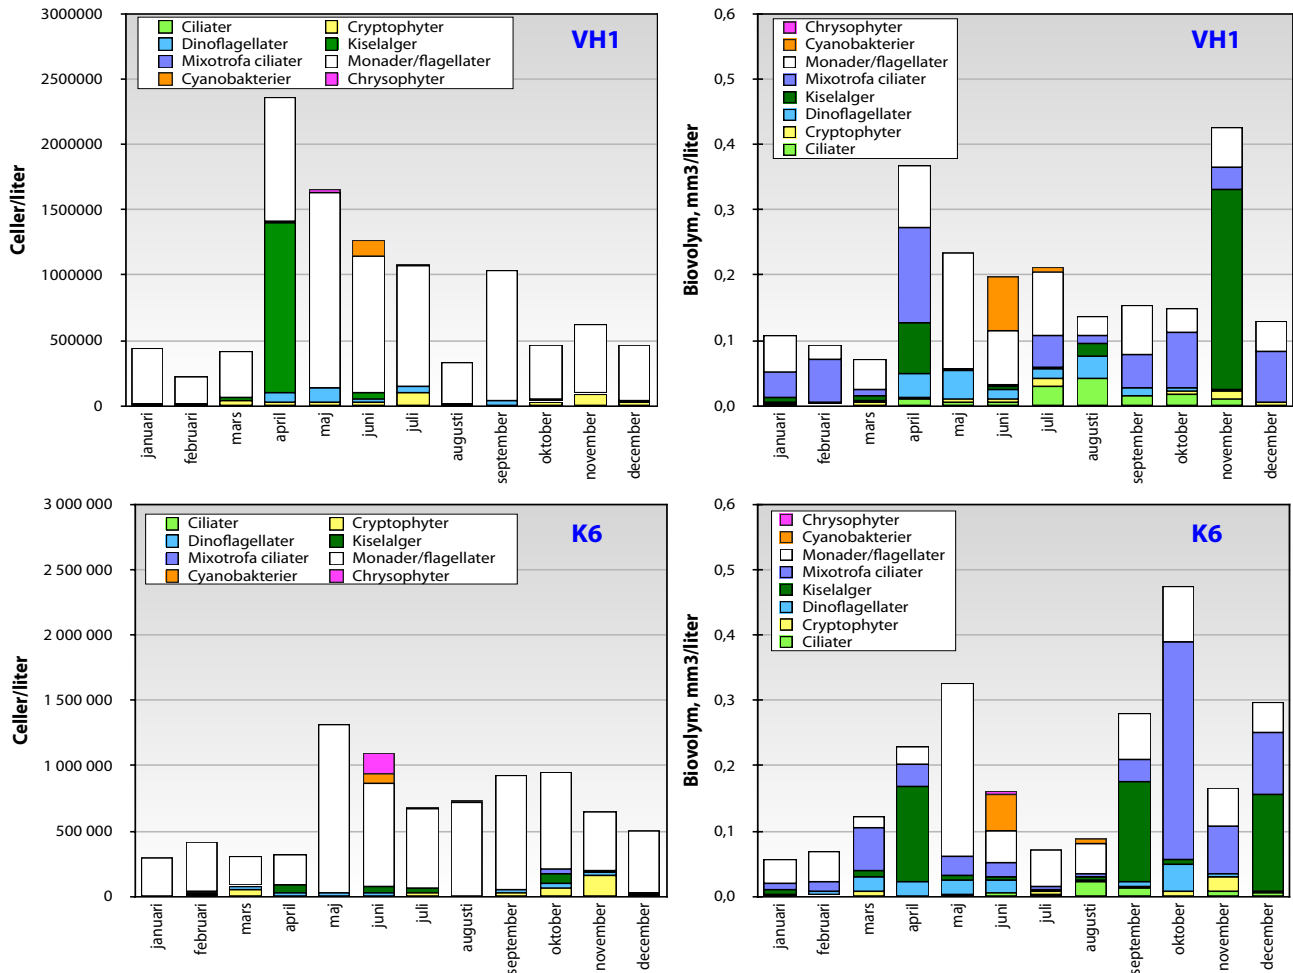 3000000
2500000
2000000
1500000
1000000
500000
0
Celler/liter
Ciliater
Dinoflagellater
Mixotrofa ciliater
Cyanobakterier
Cryptophyter
Kiselalger
Monader/flagellater
Chrysophyter
VH1
januari
februari
mars
april
maj
juni
juli
augusti
september
oktober
november
december
0,6
0,5
0,4
0,3
0,2
0,1
0,0
Biovolym, mm3/liter
Chrysophyter
Cyanobakterier
Monader/flagellater
Mixotrofa ciliater
Kiselalger
Dinoflagellater
Cryptophyter
Ciliater
VH1
januari
februari
mars
april
maj
juni
juli
augusti
september
oktober
november
december
3 000 000
2 500 000
2 000 000
1 500 000
1 000 000
500 000
0
Celler/liter
Ciliater
Dinoflagellater
Mixotrofa ciliater
Cyanobakterier
Cryptophyter
Kiselalger
Monader/flagellater
Chrysophyter
K6
januari
februari
mars
april
maj
juni
juli
augusti
september
oktober
november
december
0,6
0,5
0,4
0,3
0,2
0,1
0,0
Biovolym, mm3/liter
Chrysophyter
Cyanobakterier
Monader/flagellater
Mixotrofa ciliater
Kiselalger
Dinoflagellater
Cryptophyter
Ciliater
K6
januari
februari
mars
april
maj
juni
juli
augusti
september
oktober
november
december